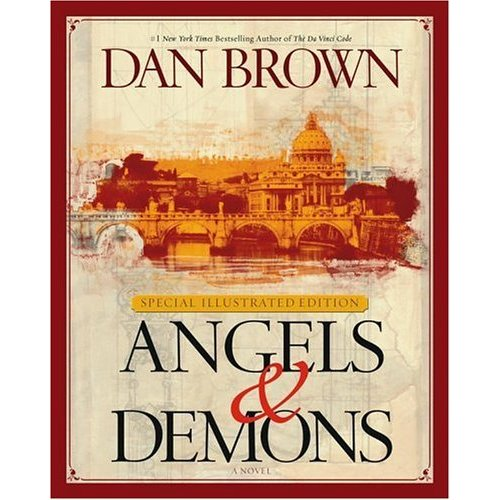 #1 New York Times Bestselling Author of The Da Vinci Code
DAN BROWN
SPECIAL ILLUSTRATED EDITION
ANGELS
&
DEMONS
A NOVEL